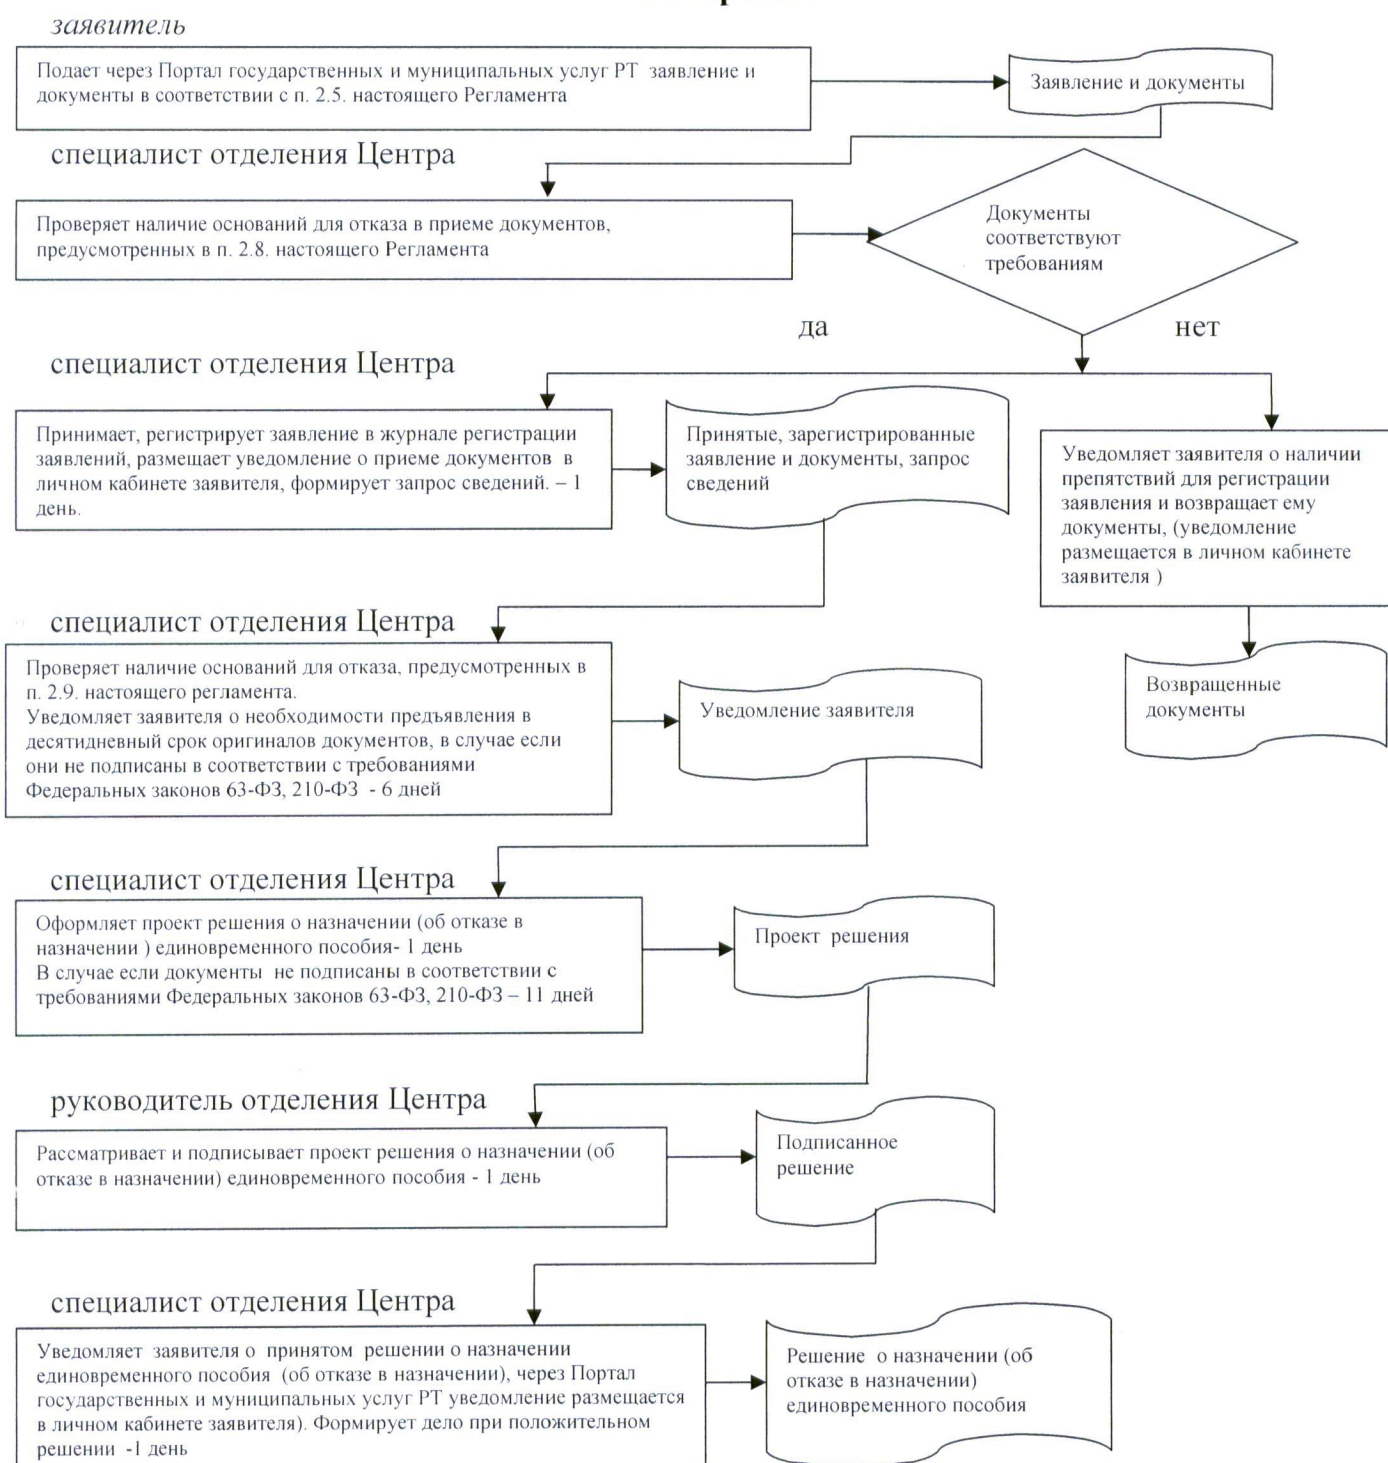 заявитель
Подает через Портал государственных и муниципальных услуг РТ заявление и
документы в соответствии с п. 2.5. настоящего Регламента
Заявление и документы
специалист отделения Центра
Проверяет наличие оснований для отказа в приеме документов,
предусмотренных в п. 2.8. настоящего Регламента
Документы
соответствуют
требованиям
да
нет
специалист отделения Центра
Принимает, регистрирует заявление в журнале регистрации
заявлений, размещает уведомление о приеме документов в
личном кабинете заявителя, формирует запрос сведений. – 1
день.
Принятые, зарегистрированные
заявление и документы, запрос
сведений
Уведомляет заявителя о наличии
препятствий для регистрации
заявления и возвращает ему
документы, (уведомление
размещается в личном кабинете
заявителя )
специалист отделения Центра
Проверяет наличие оснований для отказа, предусмотренных в
п. 2.9. настоящего регламента.
Уведомляет заявителя о необходимости предъявления в
десятидневный срок оригиналов документов, в случае если
они не подписаны в соответствии с требованиями
Федеральных законов 63-ФЗ, 210-ФЗ - 6 дней
Уведомление заявителя
Возвращенные
документы
специалист отделения Центра
Оформляет проект решения о назначении (об отказе в
назначении ) единовременного пособия- 1 день
В случае если документы не подписаны в соответствии с
требованиями Федеральных законов 63-ФЗ, 210-ФЗ – 11 дней
Проект решения
руководитель отделения Центра
Рассматривает и подписывает проект решения о назначении (об
отказе в назначении) единовременного пособия - 1 день
Подписанное
решение
специалист отделения Центра
Уведомляет заявителя о принятом решении о назначении
единовременного пособия (об отказе в назначении), через Портал
государственных и муниципальных услуг РТ уведомление размещается
в личном кабинете заявителя). Формирует дело при положительном
решении -1 день
Решение о назначении (об
отказе в назначении)
единовременного пособия